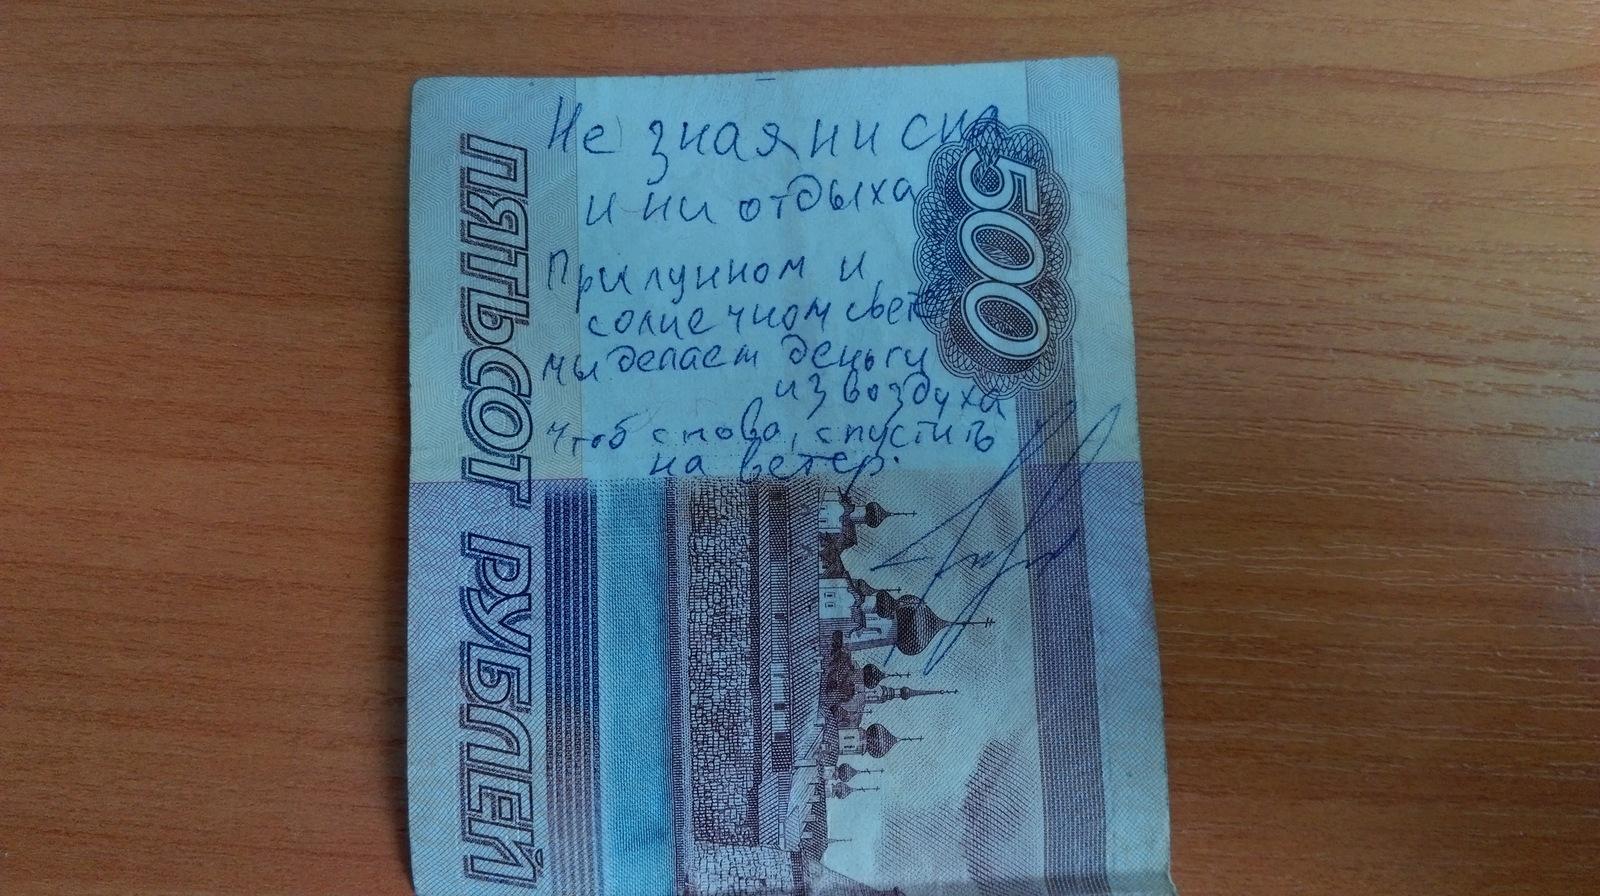 Не зная ни сна
и ни отдыха
При лунном и
солнечном свете
мы делаем деньги
из воздуха
чтоб снова, спустить
на ветер.
500
ПЯТЬСОТ РУБЛЕЙ